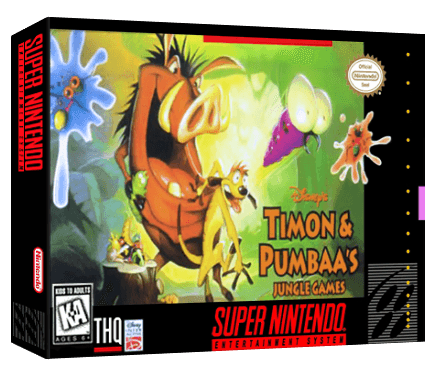 SUPER NINTENDO
Nintendo
Official
Nintendo
Seal
Disney's
TIMON &
PUMBAA'S
JUNGLE GAMES
KIDS TO ADULTS
K-A
AGES 6+
THQ
Disney
SUPER NINTENDO
ENTERTAINMENT SYSTEM